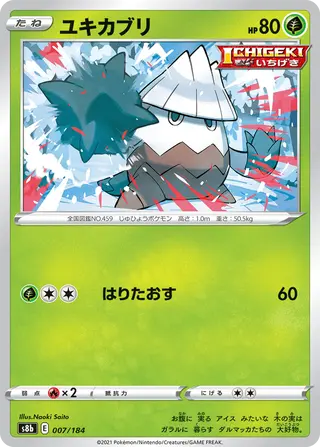 たね
ユキカブリ
HP80
ICHIGEKI
いちげき
全国図鑑NO.459 じゅひょうポケモン 高さ:1.0m 重さ:50.5kg
はりたおす 60
弱点 ×2 抵抗力 にげる
Illus.Naoki Saito
s8b E 007/184
お腹に 実る アイス みたいな 木の実は
ガラルに 暮らす ダルマッカたちの 大好物。
©2021 Pokémon/Nintendo/Creatures/GAME FREAK.